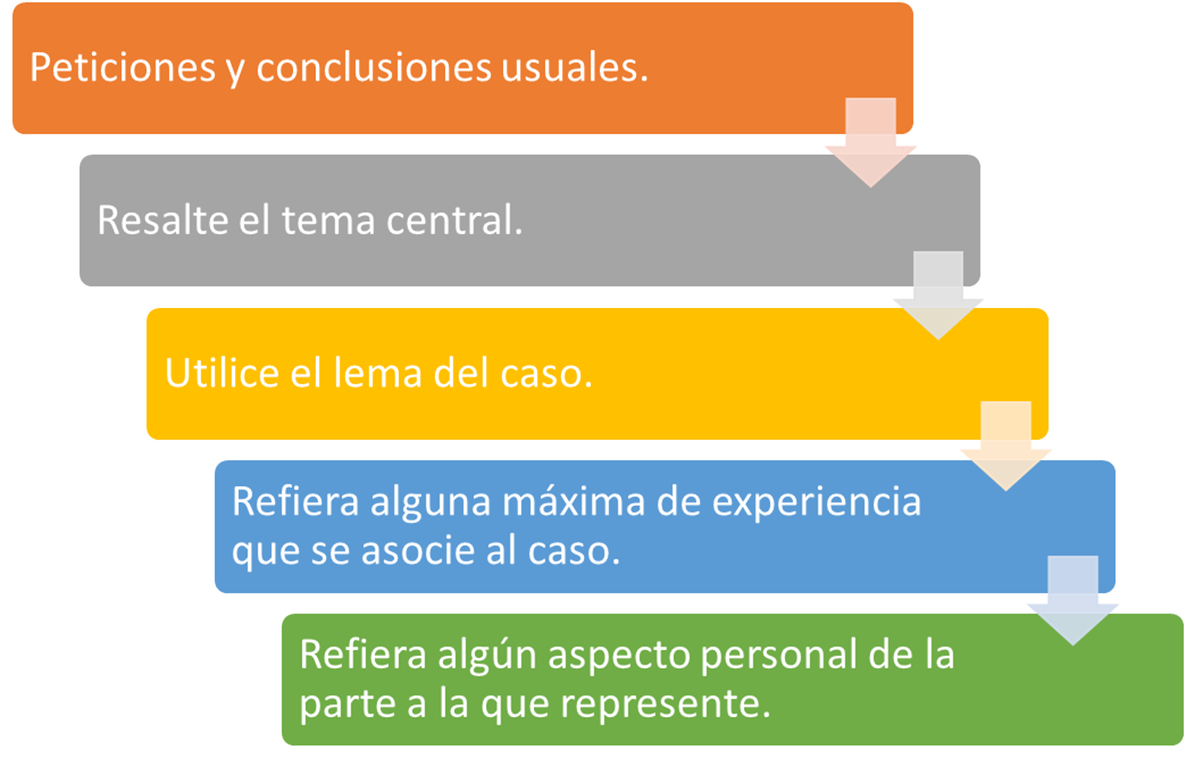 Peticiones y conclusiones usuales.
Resalte el tema central.
Utilice el lema del caso.
Refiera alguna máxima de experiencia
que se asocie al caso.
Refiera algún aspecto personal de la
parte a la que represente.